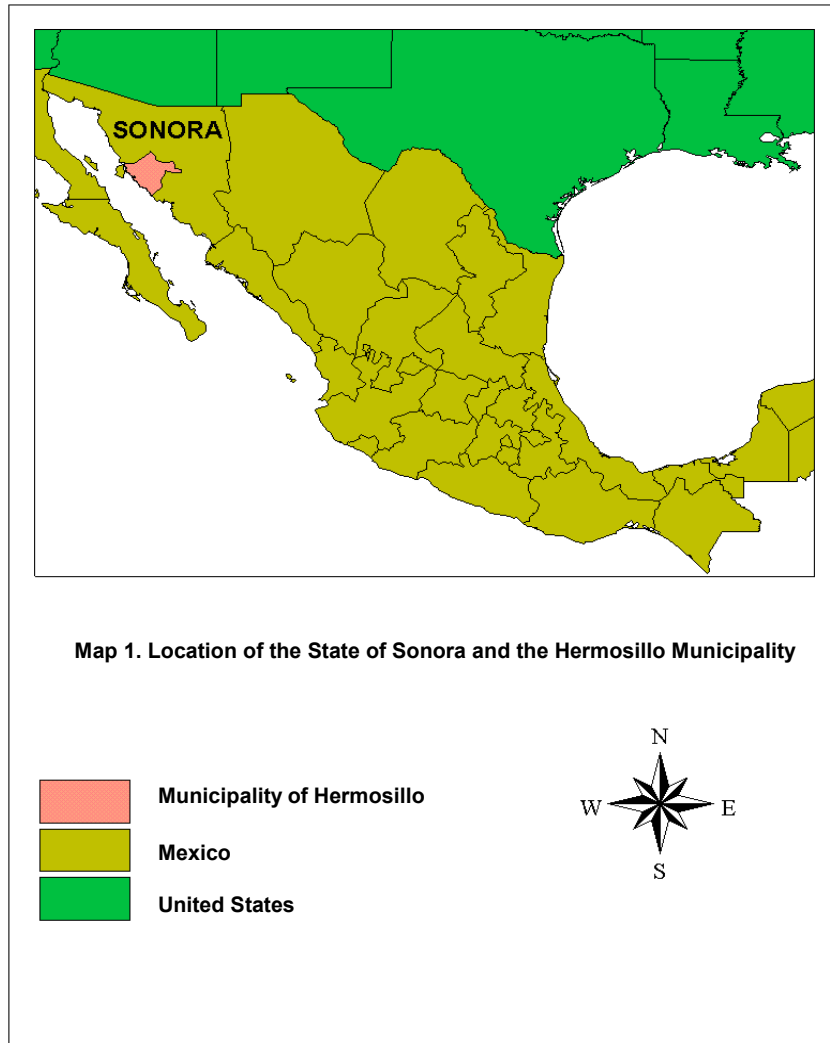 SONORA
Map 1. Location of the State of Sonora and the Hermosillo Municipality
N
W E
S
Municipality of Hermosillo
Mexico
United States